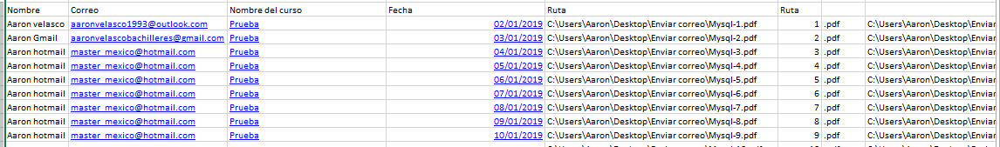 Nombre Correo Nombre del curso Fecha Ruta Ruta
Aaron velasco aaronvelasco1993@outlook.com Prueba 02/01/2019 C:\Users\Aaron\Desktop\Enviar correo\Mysql-1.pdf 1 .pdf C:\Users\Aaron\Desktop\Enviar
Aaron Gmail aaronvelascobachilleres@gmail.com Prueba 03/01/2019 C:\Users\Aaron\Desktop\Enviar correo\Mysql-2.pdf 2 .pdf C:\Users\Aaron\Desktop\Enviar
Aaron hotmail master_mexico@hotmail.com Prueba 04/01/2019 C:\Users\Aaron\Desktop\Enviar correo\Mysql-3.pdf 3 .pdf C:\Users\Aaron\Desktop\Enviar
Aaron hotmail master_mexico@hotmail.com Prueba 05/01/2019 C:\Users\Aaron\Desktop\Enviar correo\Mysql-4.pdf 4 .pdf C:\Users\Aaron\Desktop\Enviar
Aaron hotmail master_mexico@hotmail.com Prueba 06/01/2019 C:\Users\Aaron\Desktop\Enviar correo\Mysql-5.pdf 5 .pdf C:\Users\Aaron\Desktop\Enviar
Aaron hotmail master_mexico@hotmail.com Prueba 07/01/2019 C:\Users\Aaron\Desktop\Enviar correo\Mysql-6.pdf 6 .pdf C:\Users\Aaron\Desktop\Enviar
Aaron hotmail master_mexico@hotmail.com Prueba 08/01/2019 C:\Users\Aaron\Desktop\Enviar correo\Mysql-7.pdf 7 .pdf C:\Users\Aaron\Desktop\Enviar
Aaron hotmail master_mexico@hotmail.com Prueba 09/01/2019 C:\Users\Aaron\Desktop\Enviar correo\Mysql-8.pdf 8 .pdf C:\Users\Aaron\Desktop\Enviar
Aaron hotmail master_mexico@hotmail.com Prueba 10/01/2019 C:\Users\Aaron\Desktop\Enviar correo\Mysql-9.pdf 9 .pdf C:\Users\Aaron\Desktop\Enviar